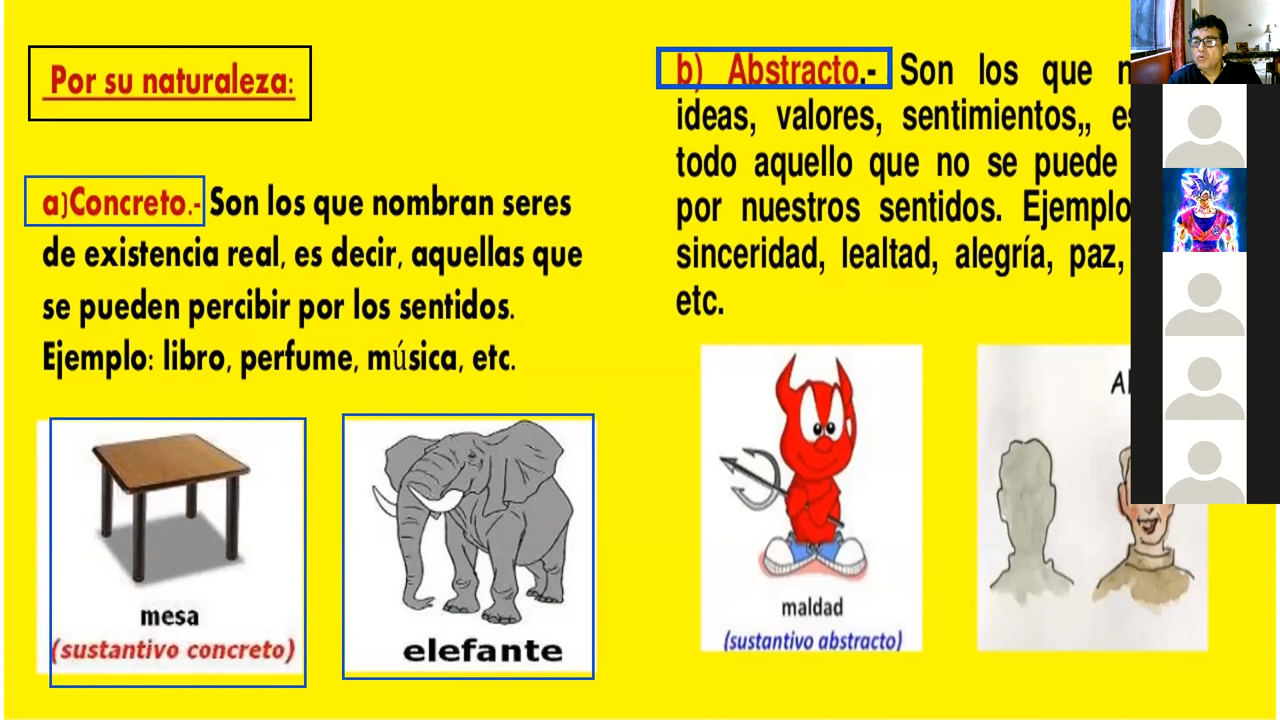 Por su naturaleza:
a)Concreto.- Son los que nombran seres
de existencia real, es decir, aquellas que
se pueden percibir por los sentidos.
Ejemplo: libro, perfume, música, etc.
mesa
(sustantivo concreto)
elefante
b) Abstracto.- Son los que
ideas, valores, sentimientos,,
todo aquello que no se puede
por nuestros sentidos. Ejemplo
sinceridad, lealtad, alegría, paz,
etc.
maldad
(sustantivo abstracto)